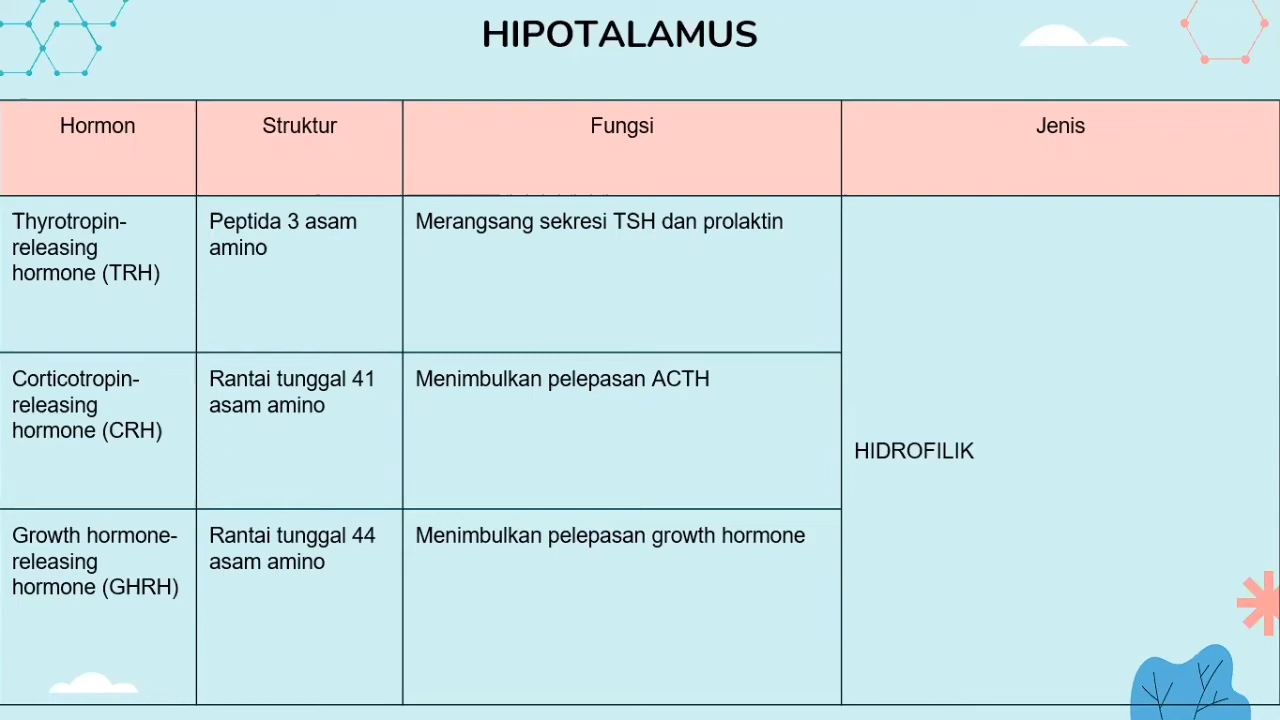 HIPOTALAMUS
Hormon
Struktur
Fungsi
Jenis
Thyrotropin-
releasing
hormone (TRH)
Peptida 3 asam
amino
Merangsang sekresi TSH dan prolaktin
Corticotropin-
releasing
hormone (CRH)
Rantai tunggal 41
asam amino
Menimbulkan pelepasan ACTH
HIDROFILIK
Growth hormone-
releasing
hormone (GHRH)
Rantai tunggal 44
asam amino
Menimbulkan pelepasan growth hormone